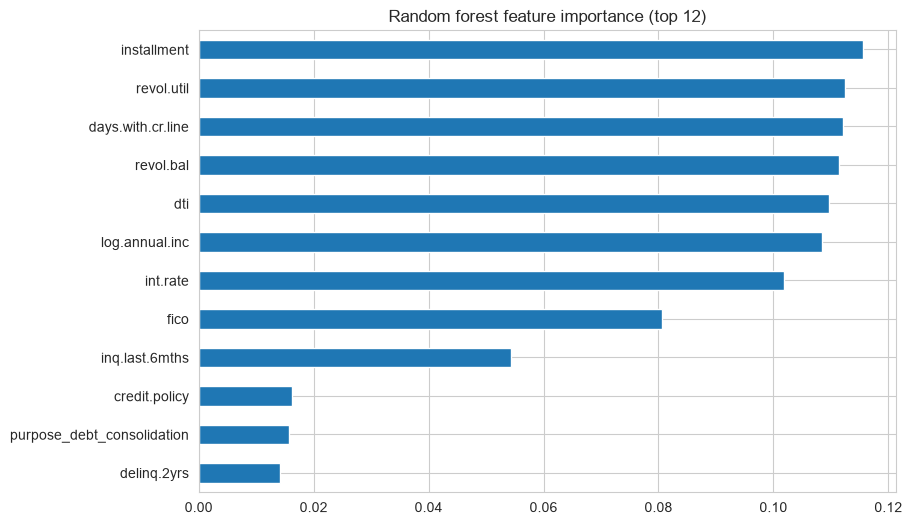 Random forest feature importance (top 12)
installment
revol.util
days.with.cr.line
revol.bal
dti
log.annual.inc
int.rate
fico
inq.last.6mths
credit.policy
purpose_debt_consolidation
delinq.2yrs
0.00 0.02 0.04 0.06 0.08 0.10 0.12